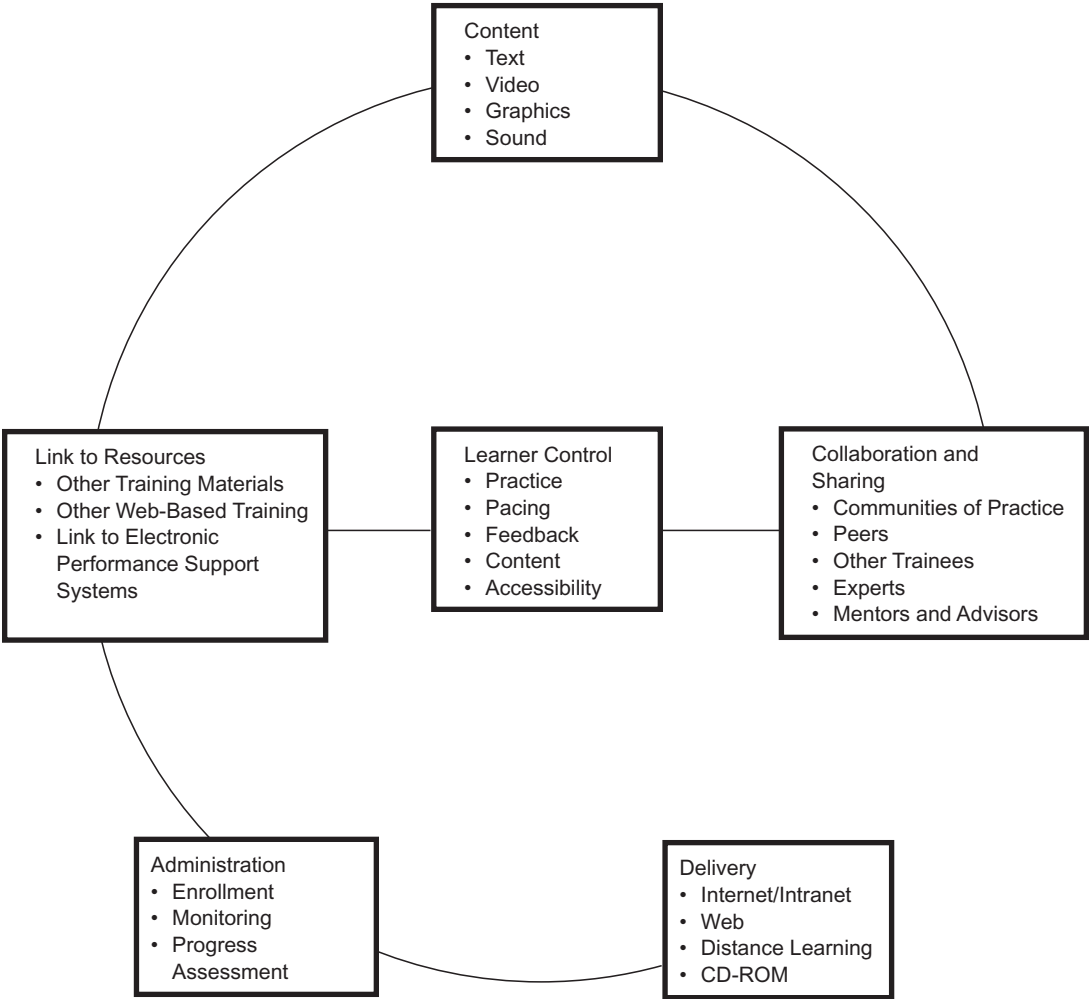 Content
• Text
• Video
• Graphics
• Sound
Link to Resources
• Other Training Materials
• Other Web-Based Training
• Link to Electronic
Performance Support
Systems
Learner Control
• Practice
• Pacing
• Feedback
• Content
• Accessibility
Collaboration and
Sharing
• Communities of Practice
• Peers
• Other Trainees
• Experts
• Mentors and Advisors
Administration
• Enrollment
• Monitoring
• Progress
Assessment
Delivery
• Internet/Intranet
• Web
• Distance Learning
• CD-ROM